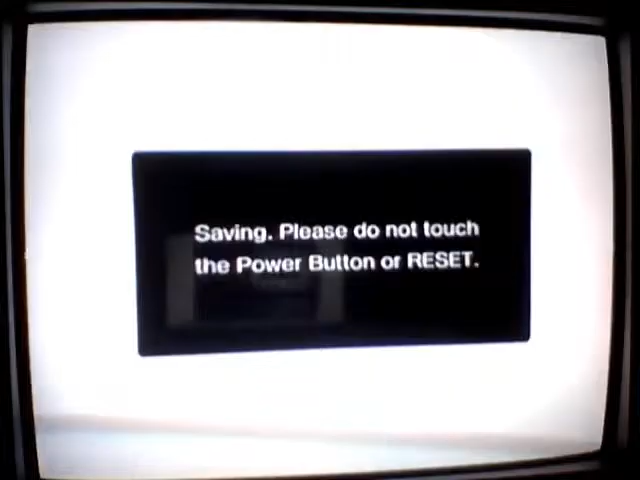 Saving. Please do not touch
the Power Button or RESET.